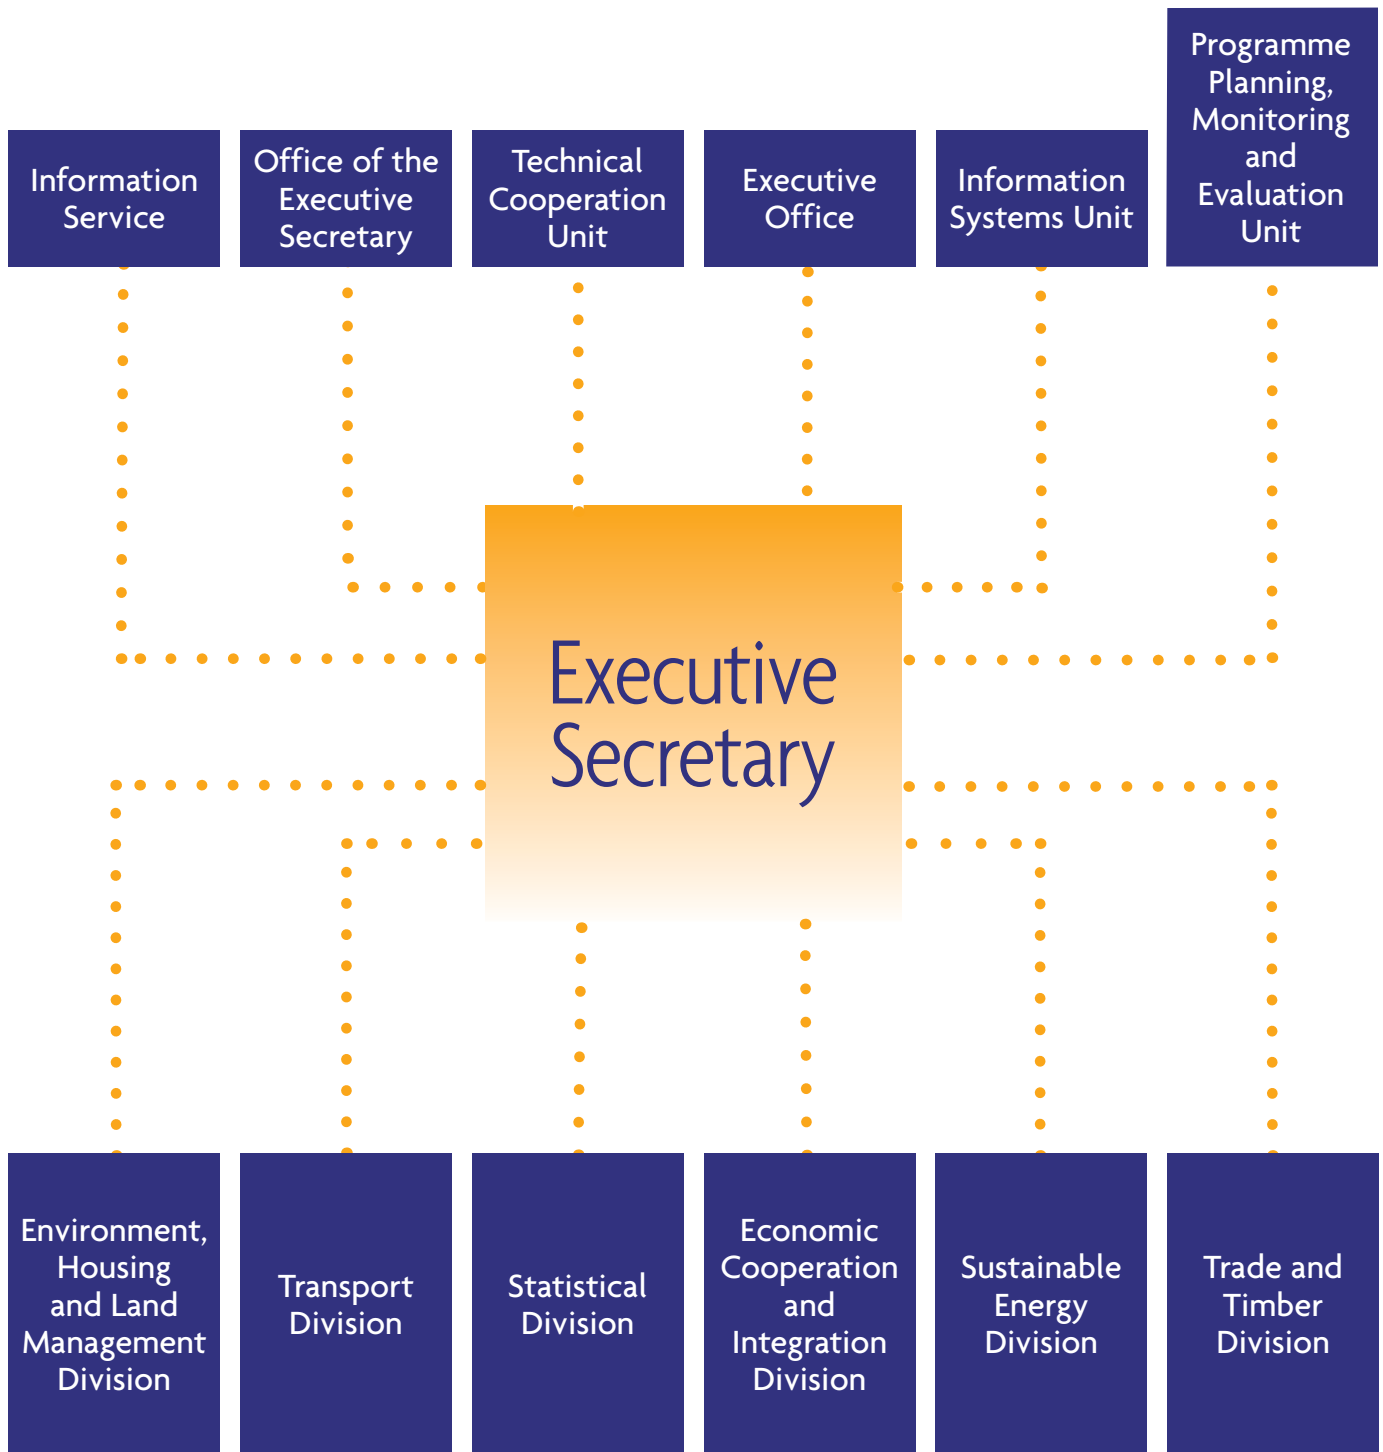 Information
Service
Office of the
Executive
Secretary
Technical
Cooperation
Unit
Executive
Office
Information
Systems Unit
Programme
Planning,
Monitoring
and
Evaluation
Unit
Executive
Secretary
Environment,
Housing
and Land
Management
Division
Transport
Division
Statistical
Division
Economic
Cooperation
and
Integration
Division
Sustainable
Energy
Division
Trade and
Timber
Division